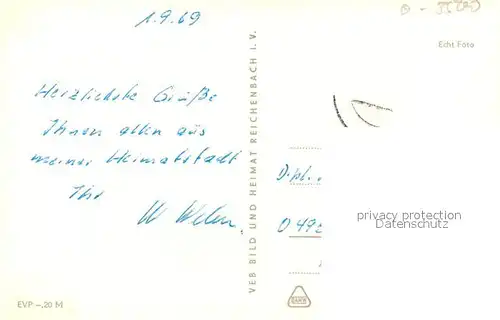 1.9.69
Herzlichste Grüße
Ihnen allen aus
meiner Heimatstadt
Ihr
W.
VEB BILD UND HEIMAT REICHENBACH I. V.
EVP –,20 M
Echt Foto
Dipl.
privacy protection
Datenschutz